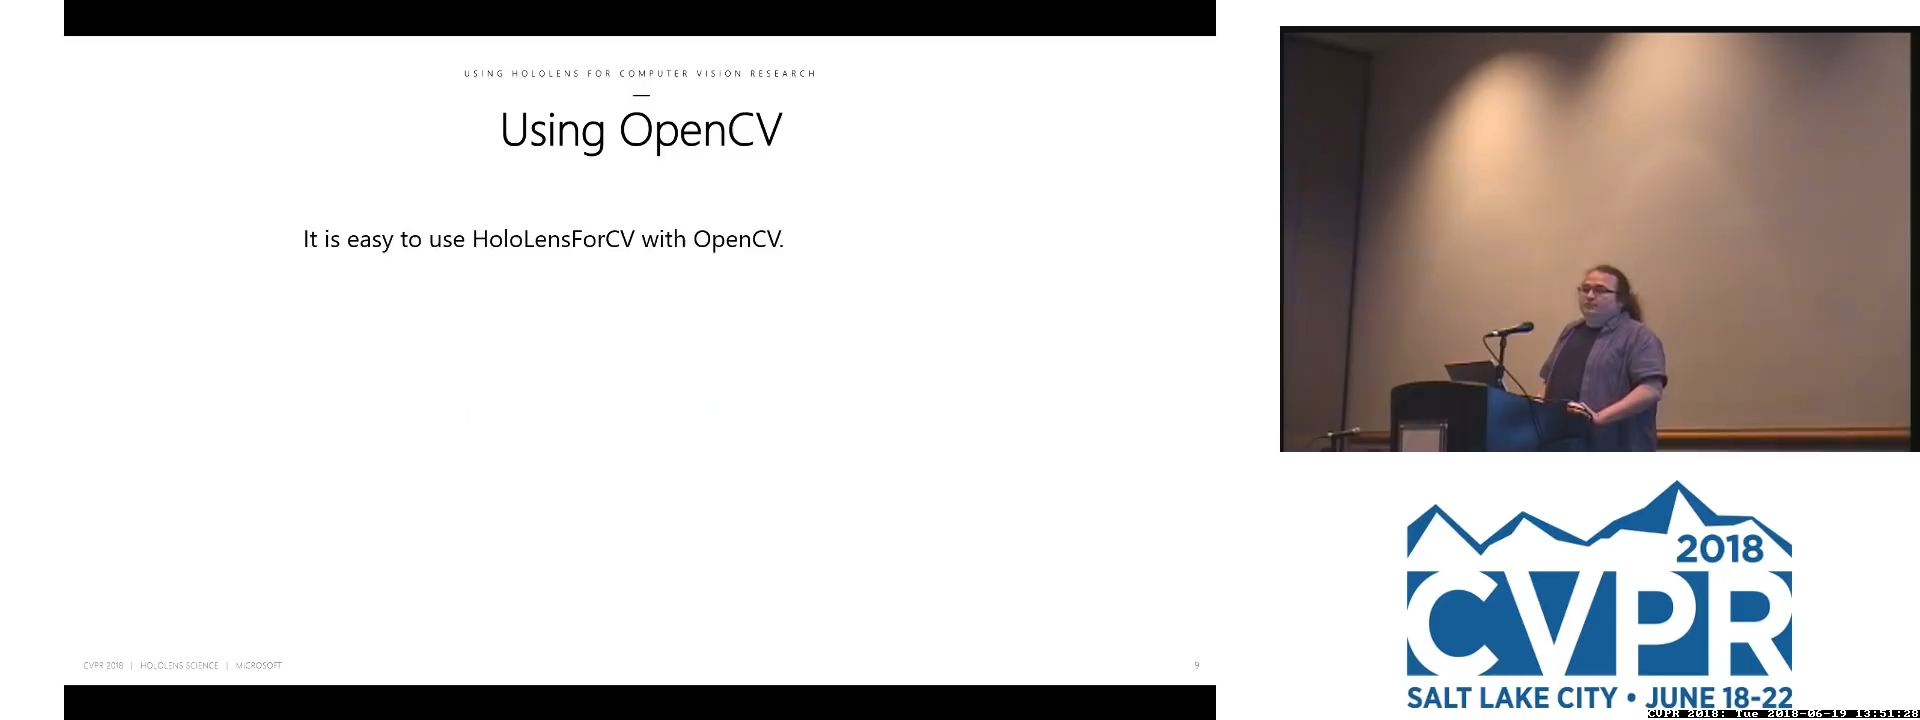 USING HOLOLENS FOR COMPUTER VISION RESEARCH
Using OpenCV
It is easy to use HoloLensForCV with OpenCV.
CVPR 2018 | HOLOLENS SCIENCE | MICROSOFT
9
2018
CVPR
SALT LAKE CITY • JUNE 18-22
CVPR 2018: Tue 2018-06-19 13:51:28